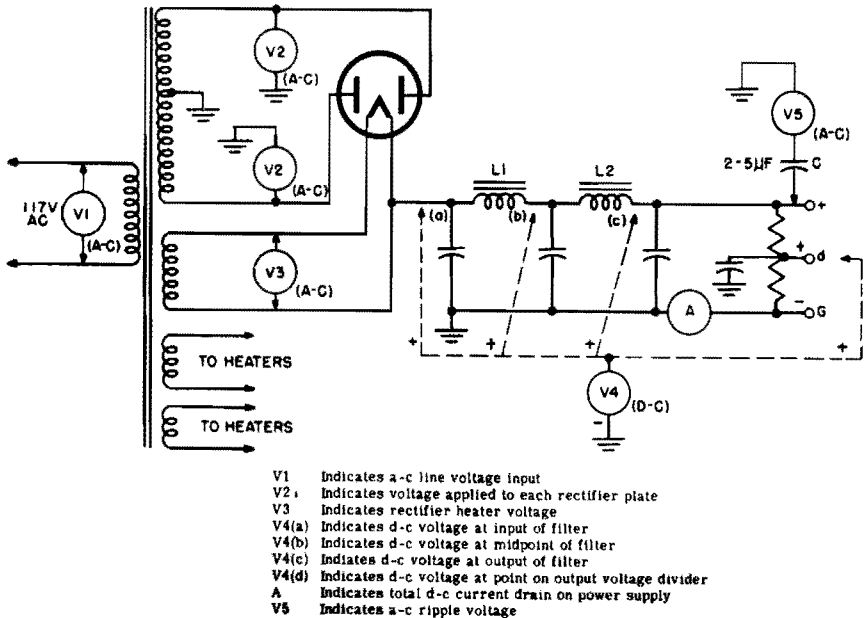 V2
(A-C)
V2
(A-C)
117V
AC
V1
(A-C)
V3
(A-C)
TO HEATERS
TO HEATERS
L1
L2
(a)
(b)
(c)
V5
(A-C)
2-5µF
C
+
+
d
-
G
A
+
+
+
+
V4
(D-C)
-
V1 Indicates a-c line voltage input
V2 Indicates voltage applied to each rectifier plate
V3 Indicates rectifier heater voltage
V4(a) Indicates d-c voltage at input of filter
V4(b) Indicates d-c voltage at midpoint of filter
V4(c) Indiates d-c voltage at output of filter
V4(d) Indicates d-c voltage at point on output voltage divider
A Indicates total d-c current drain on power supply
V5 Indicates a-c ripple voltage